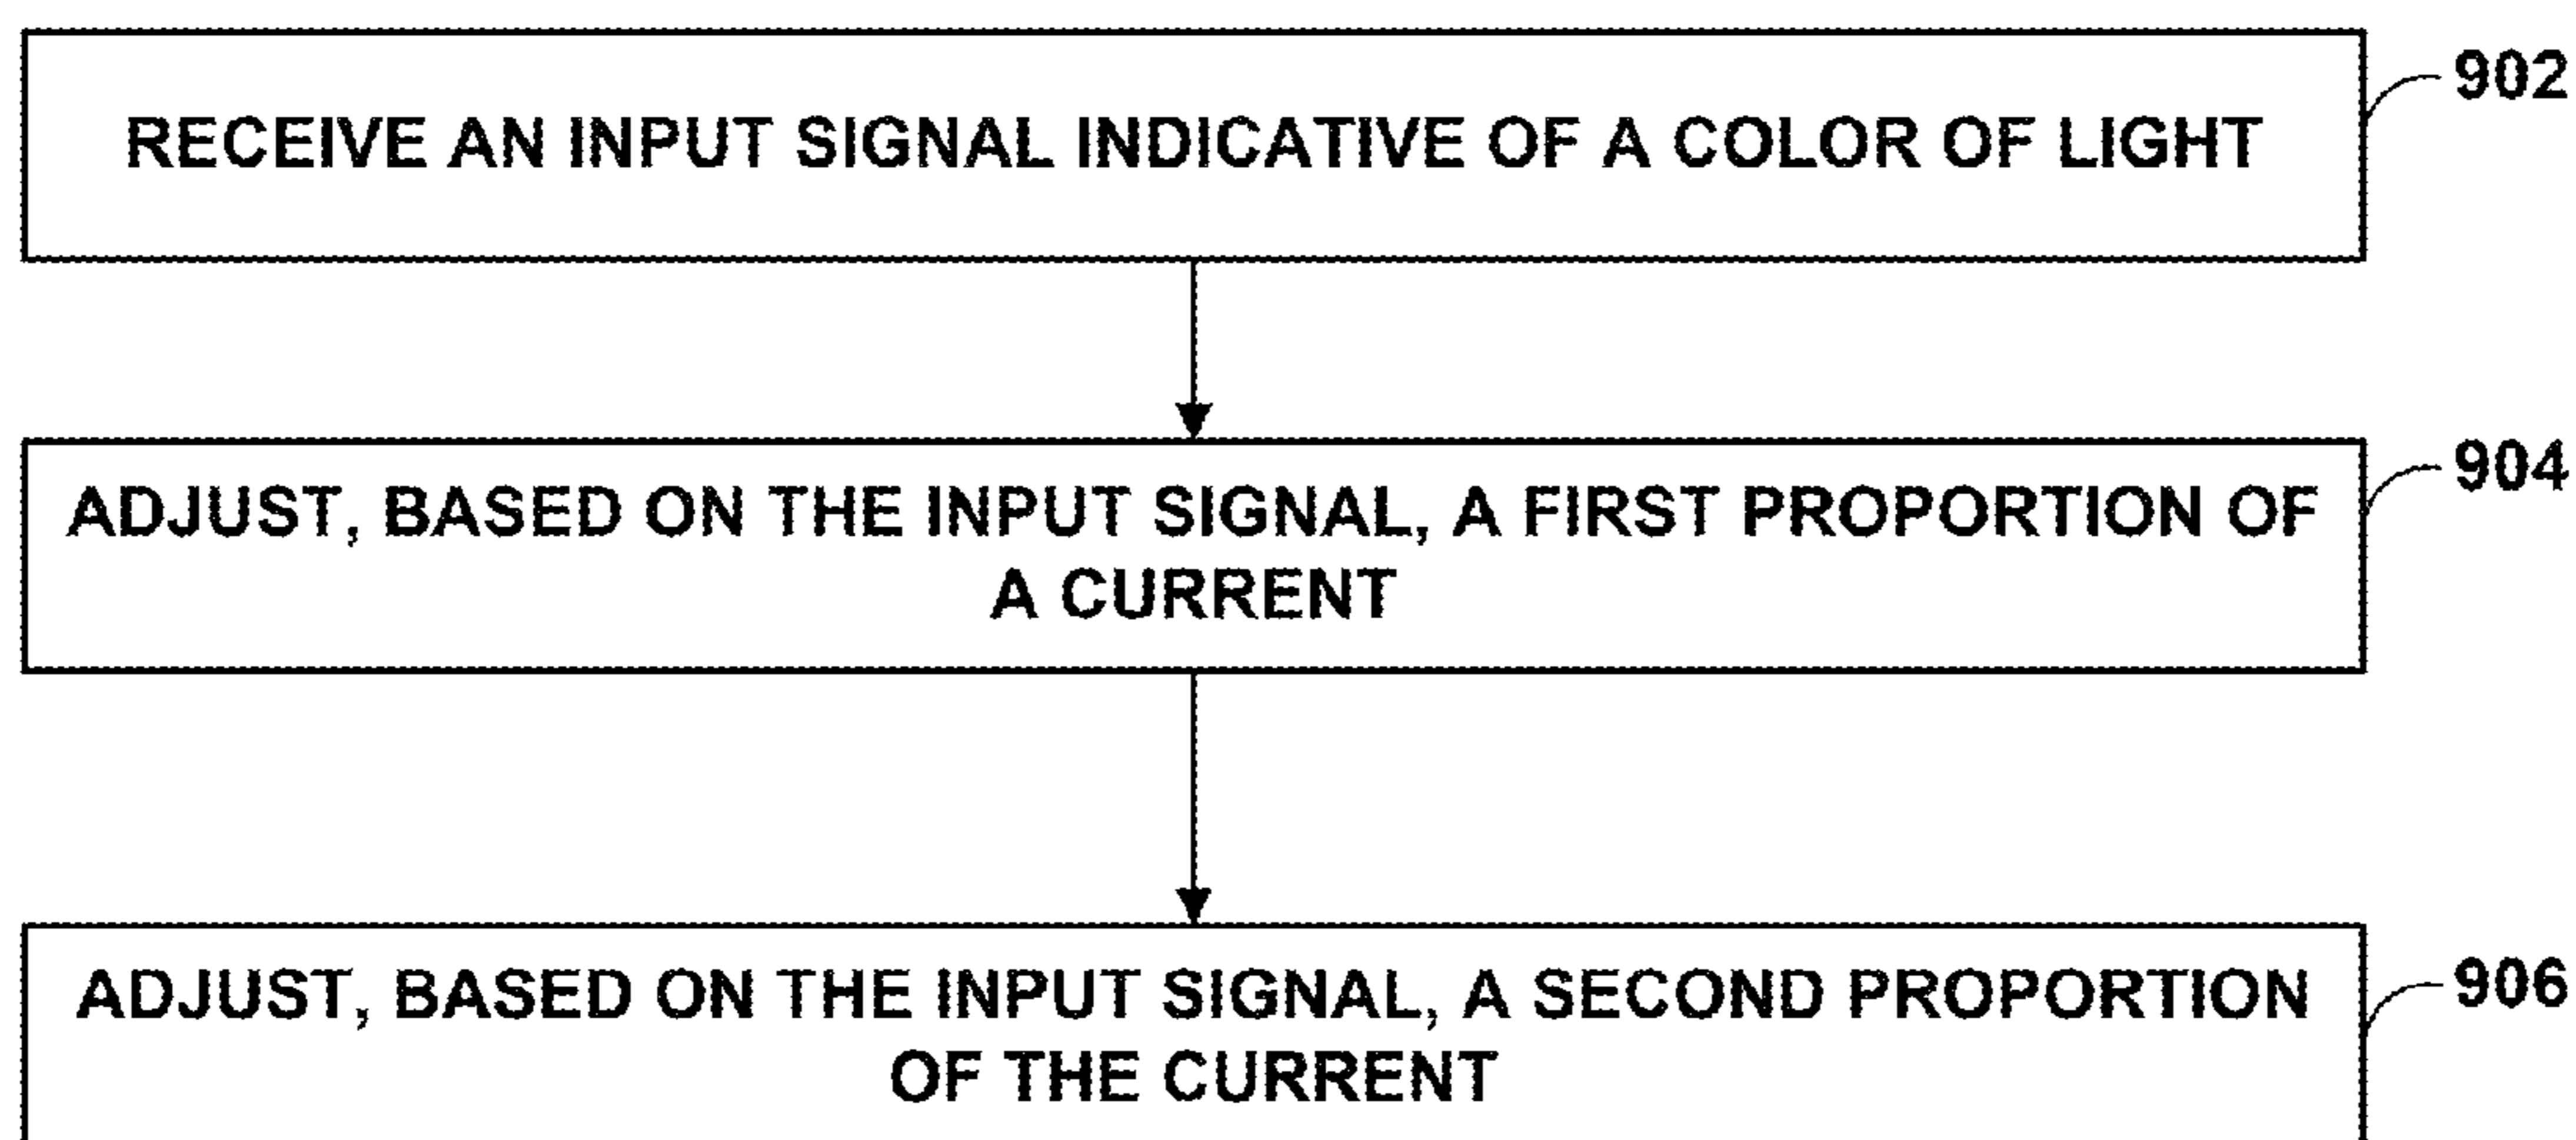 902
RECEIVE AN INPUT SIGNAL INDICATIVE OF A COLOR OF LIGHT
904
ADJUST, BASED ON THE INPUT SIGNAL, A FIRST PROPORTION OF
A CURRENT
906
ADJUST, BASED ON THE INPUT SIGNAL, A SECOND PROPORTION
OF THE CURRENT